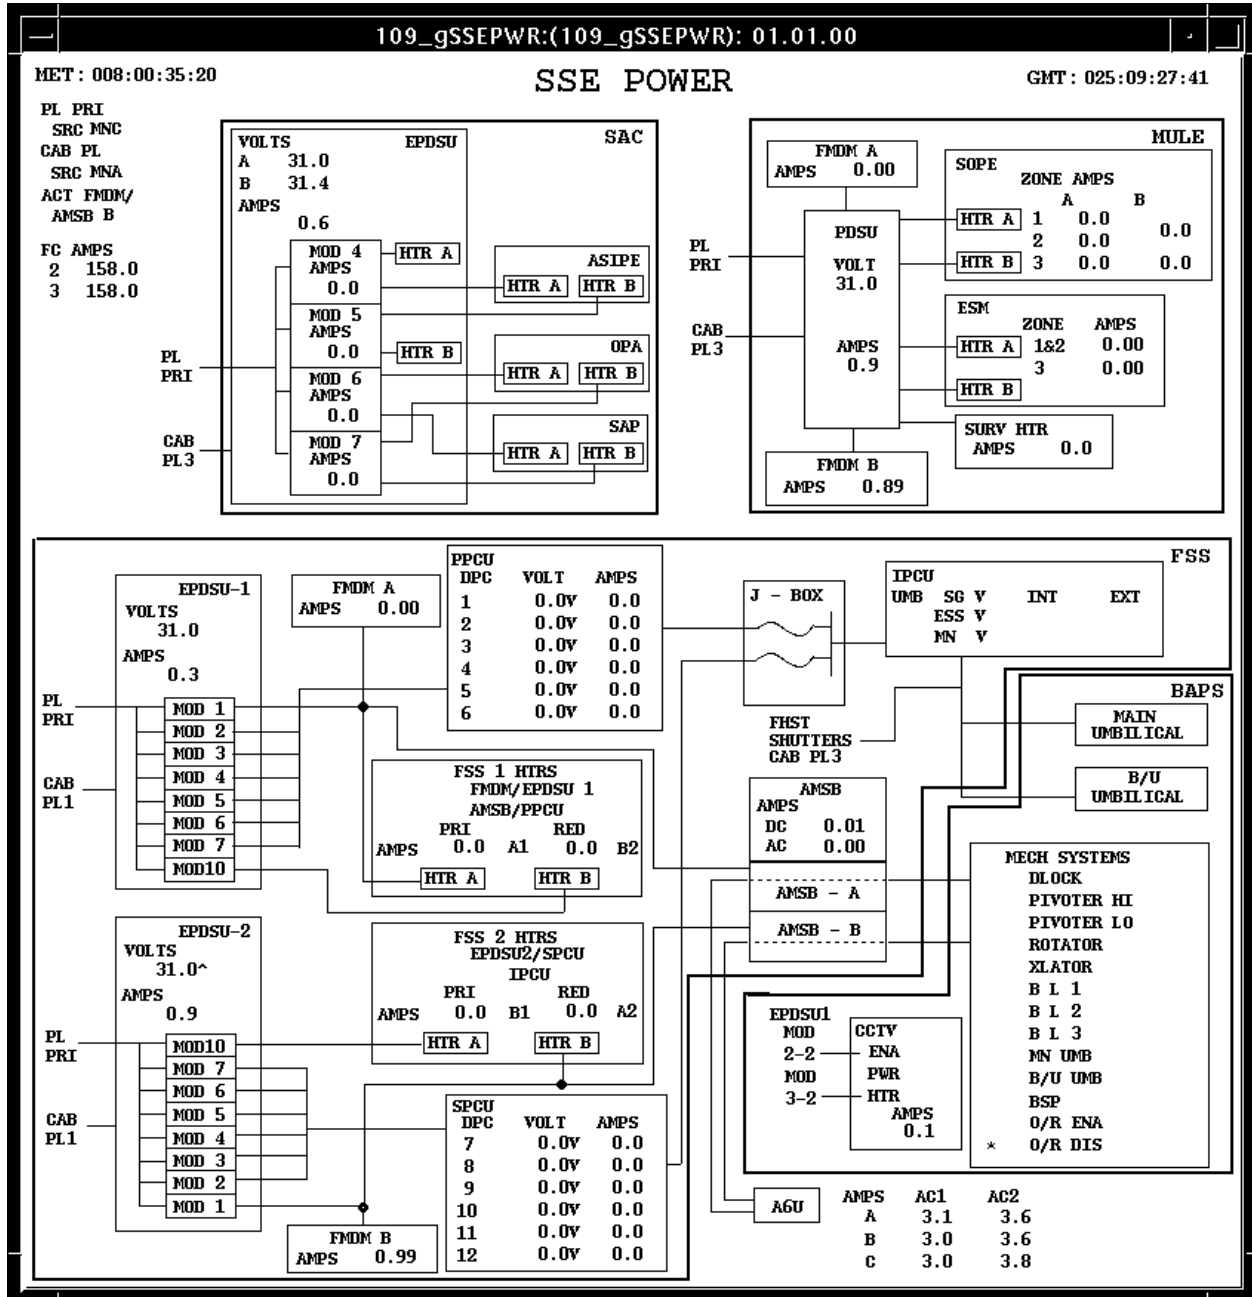 109_gSSEPWR:(109_gSSEPWR): 01.01.00
MET: 008:00:35:20
SSE POWER
GMT: 025:09:27:41
PL PRI
SRC MNC
CAB PL
SRC MNA
ACT FMDM/
AMSB B
FC AMPS
2 158.0
3 158.0
SAC
VOLTS EPDSU
A 31.0
B 31.4
AMPS
0.6
MOD 4
AMPS
0.0
MOD 5
AMPS
0.0
MOD 6
AMPS
0.0
MOD 7
AMPS
0.0
HTR A
HTR B
ASIPE
HTR A HTR B
OPA
HTR A HTR B
SAP
HTR A HTR B
PL
PRI
CAB
PL3
MULE
FMDM A
AMPS 0.00
PDSU
VOLT
31.0
AMPS
0.9
FMDM B
AMPS 0.89
PL
PRI
CAB
PL3
SOPE
ZONE AMPS
A B
HTR A 1 0.0 0.0
2 0.0
HTR B 3 0.0 0.0
ESM
ZONE AMPS
HTR A 1&2 0.00
3 0.00
HTR B
SURV HTR
AMPS 0.0
FSS
EPDSU-1
VOLTS
31.0
AMPS
0.3
MOD 1
MOD 2
MOD 3
MOD 4
MOD 5
MOD 6
MOD 7
MOD10
PL
PRI
CAB
PL1
FMDM A
AMPS 0.00
PPCU
DPC VOLT AMPS
1 0.0V 0.0
2 0.0V 0.0
3 0.0V 0.0
4 0.0V 0.0
5 0.0V 0.0
6 0.0V 0.0
J - BOX
IPCU
UMB SG V INT EXT
ESS V
MN V
FHST
SHUTTERS
CAB PL3
FSS 1 HTRS
FMDM/EPDSU 1
AMSB/PPCU
PRI RED
AMPS 0.0 A1 0.0 B2
HTR A HTR B
AMSB
AMPS
DC 0.01
AC 0.00
AMSB - A
AMSB - B
BAPS
MAIN
UMBILICAL
B/U
UMBILICAL
MECH SYSTEMS
DLOCK
PIVOTER HI
PIVOTER LO
ROTATOR
XLATOR
B L 1
B L 2
B L 3
MN UMB
B/U UMB
BSP
O/R ENA
* O/R DIS
EPDSU-2
VOLTS
31.0^
AMPS
0.9
MOD10
MOD 7
MOD 6
MOD 5
MOD 4
MOD 3
MOD 2
MOD 1
PL
PRI
CAB
PL1
FSS 2 HTRS
EPDSU2/SPCU
IPCU
PRI RED
AMPS 0.0 B1 0.0 A2
HTR A HTR B
SPCU
DPC VOLT AMPS
7 0.0V 0.0
8 0.0V 0.0
9 0.0V 0.0
10 0.0V 0.0
11 0.0V 0.0
12 0.0V 0.0
FMDM B
AMPS 0.99
EPDSU1
MOD
2-2
MOD
3-2
CCTV
ENA
PWR
HTR
AMPS
0.1
A6U
AMPS AC1 AC2
A 3.1 3.6
B 3.0 3.6
C 3.0 3.8